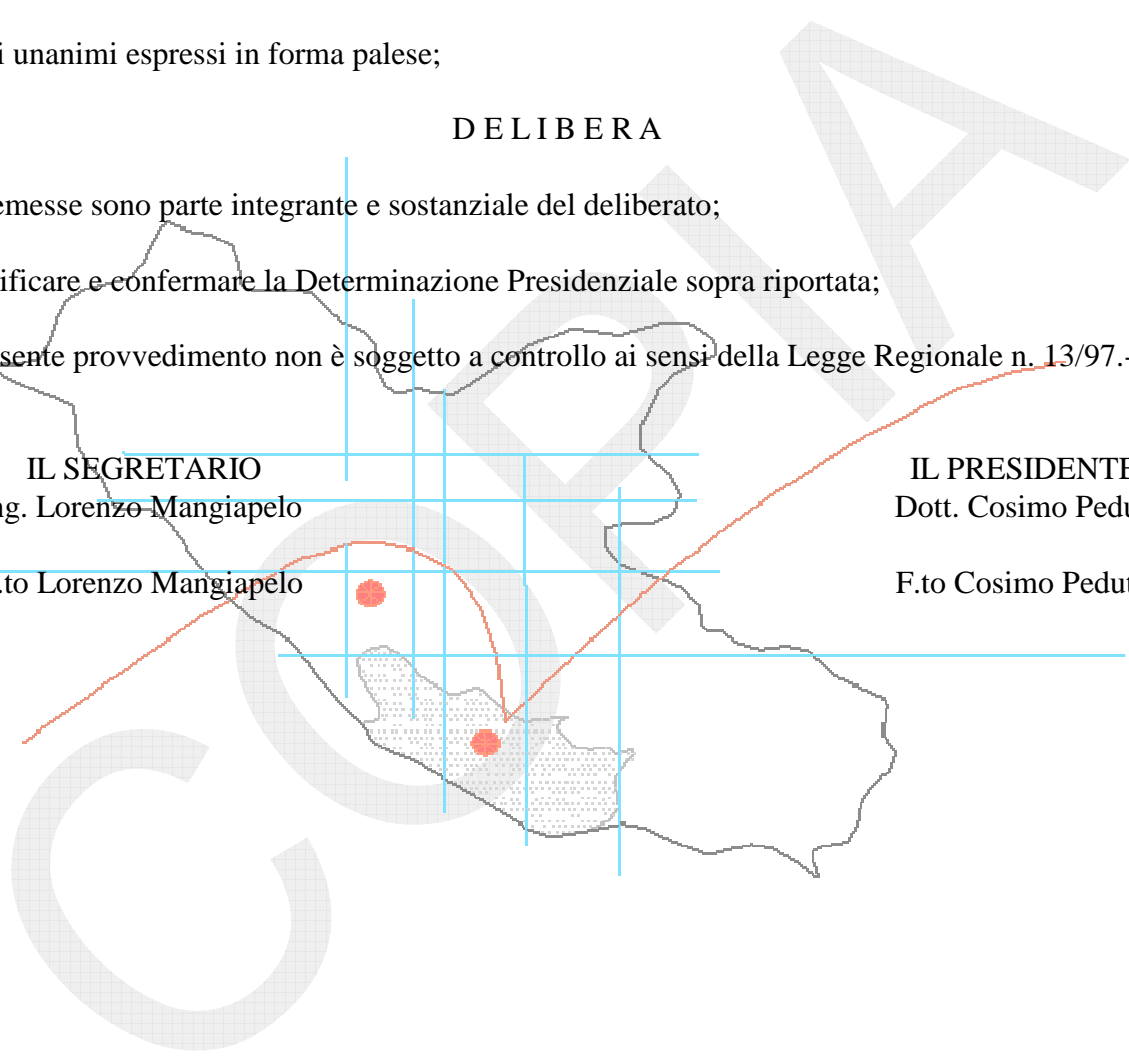 i unanimi espressi in forma palese;
D E L I B E R A
emesse sono parte integrante e sostanziale del deliberato;
ificare e confermare la Determinazione Presidenziale sopra riportata;
sente provvedimento non è soggetto a controllo ai sensi della Legge Regionale n. 13/97.-
IL SEGRETARIO IL PRESIDENTE
ng. Lorenzo Mangiapelo Dott. Cosimo Pedu
.to Lorenzo Mangiapelo F.to Cosimo Pedut
COPIA